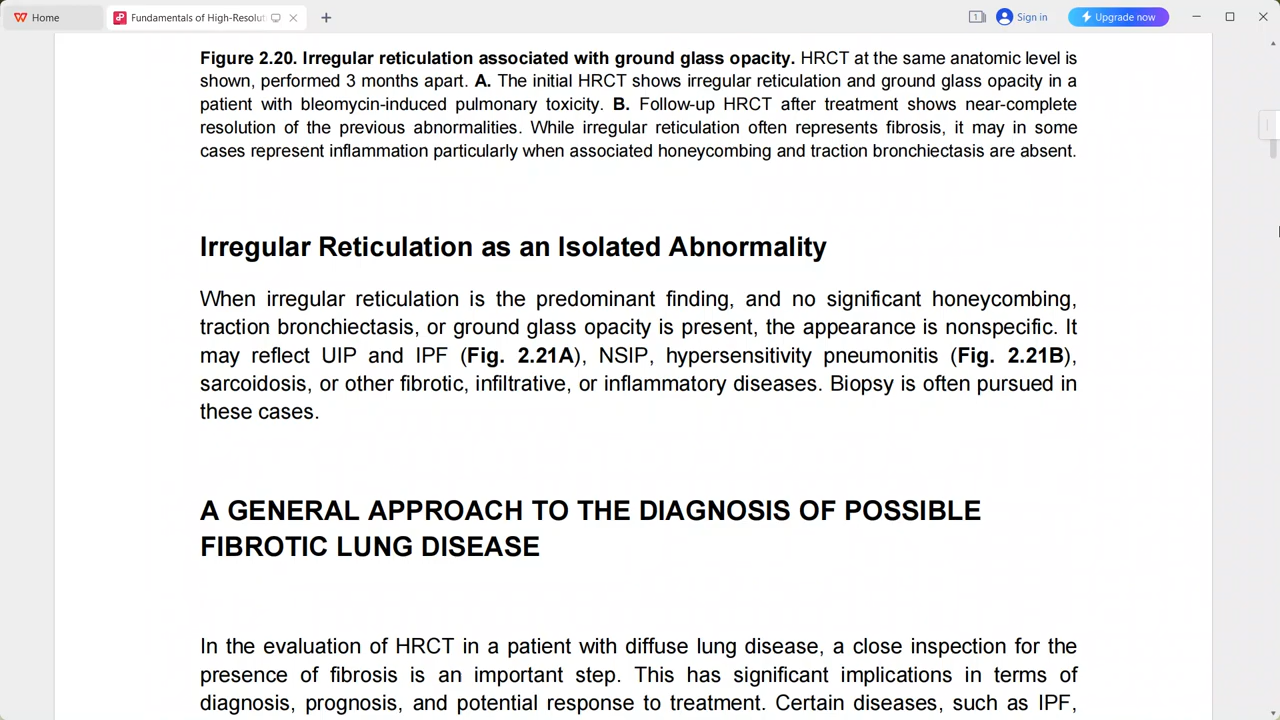 Home
Fundamentals of High-Resolut
Sign in
Upgrade now
Figure 2.20. Irregular reticulation associated with ground glass opacity. HRCT at the same anatomic level is
shown, performed 3 months apart. A. The initial HRCT shows irregular reticulation and ground glass opacity in a
patient with bleomycin-induced pulmonary toxicity. B. Follow-up HRCT after treatment shows near-complete
resolution of the previous abnormalities. While irregular reticulation often represents fibrosis, it may in some
cases represent inflammation particularly when associated honeycombing and traction bronchiectasis are absent.
Irregular Reticulation as an Isolated Abnormality
When irregular reticulation is the predominant finding, and no significant honeycombing,
traction bronchiectasis, or ground glass opacity is present, the appearance is nonspecific. It
may reflect UIP and IPF (Fig. 2.21A), NSIP, hypersensitivity pneumonitis (Fig. 2.21B),
sarcoidosis, or other fibrotic, infiltrative, or inflammatory diseases. Biopsy is often pursued in
these cases.
A GENERAL APPROACH TO THE DIAGNOSIS OF POSSIBLE
FIBROTIC LUNG DISEASE
In the evaluation of HRCT in a patient with diffuse lung disease, a close inspection for the
presence of fibrosis is an important step. This has significant implications in terms of
diagnosis, prognosis, and potential response to treatment. Certain diseases, such as IPF,